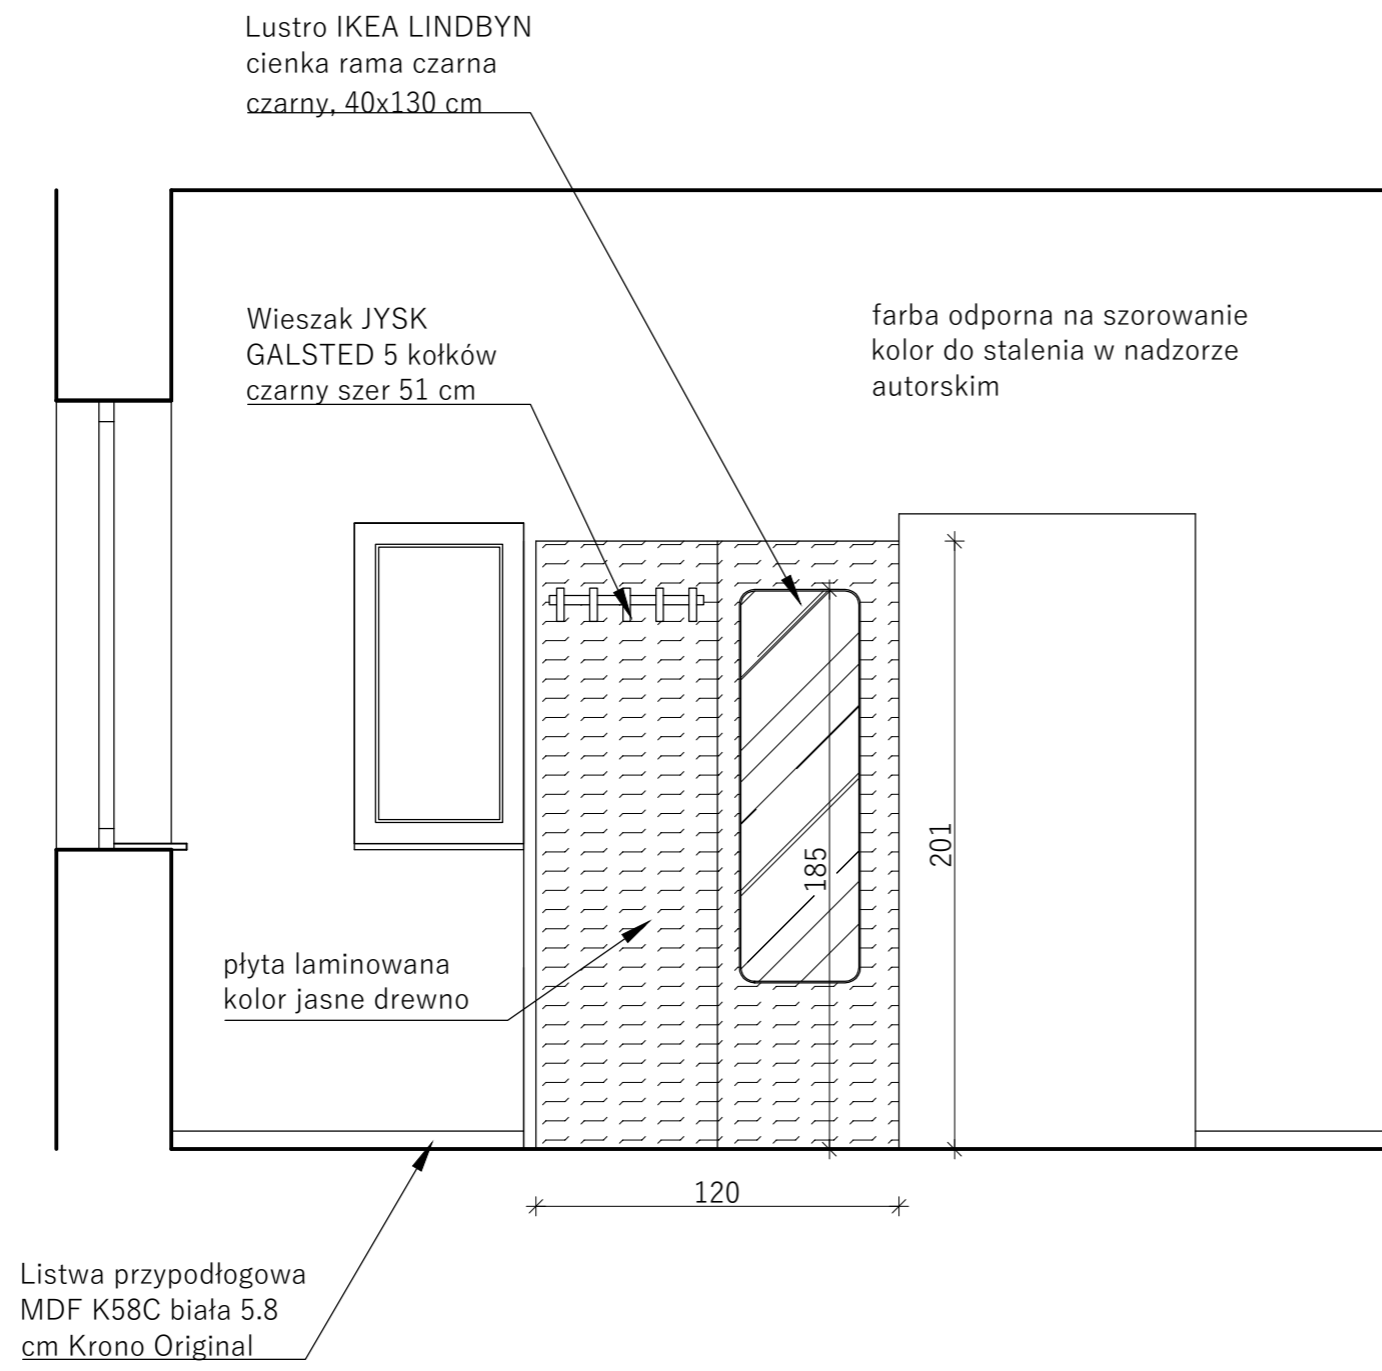 Lustro IKEA LINDBYN
cienka rama czarna
czarny, 40x130 cm
Wieszak JYSK
GALSTED 5 kołków
czarny szer 51 cm
farba odporna na szorowanie
kolor do stalenia w nadzorze
autorskim
185
201
płyta laminowana
kolor jasne drewno
120
Listwa przypodłogowa
MDF K58C biała 5.8
cm Krono Original